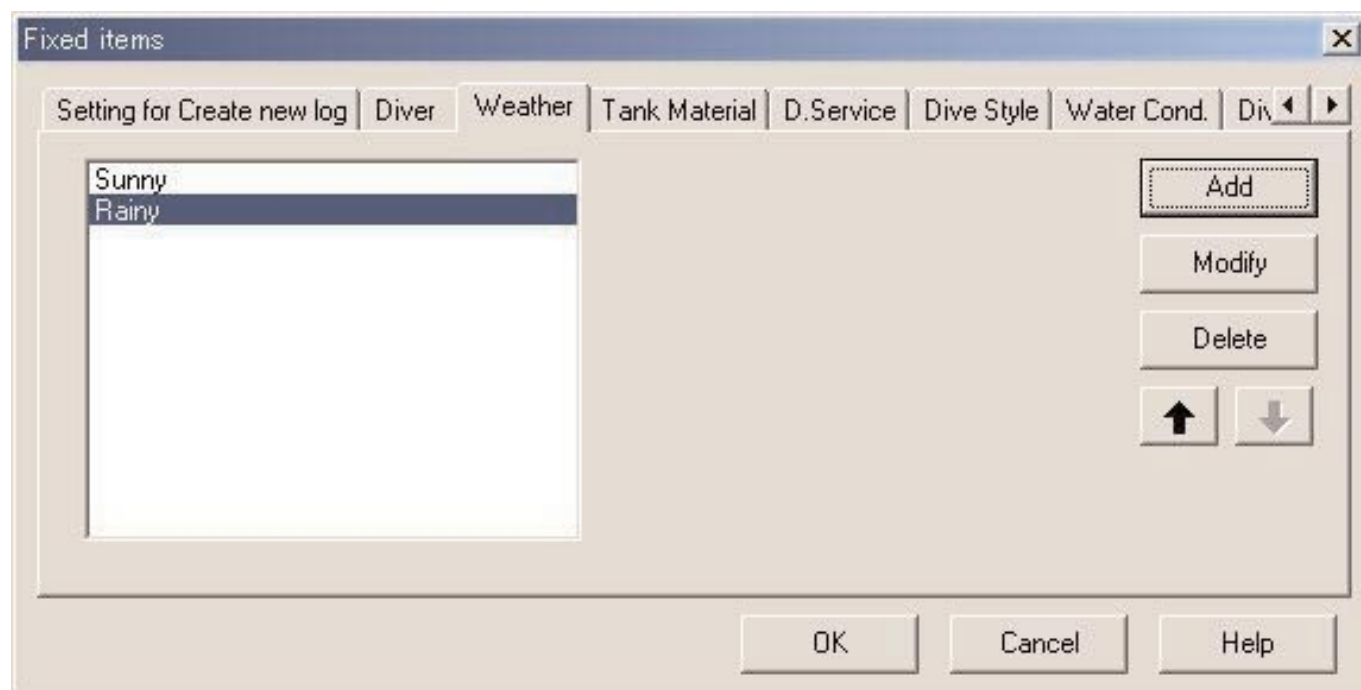 Fixed items
Setting for Create new log Diver Weather Tank Material D.Service Dive Style Water Cond.
Sunny
Rainy
Add
Modify
Delete
OK Cancel Help